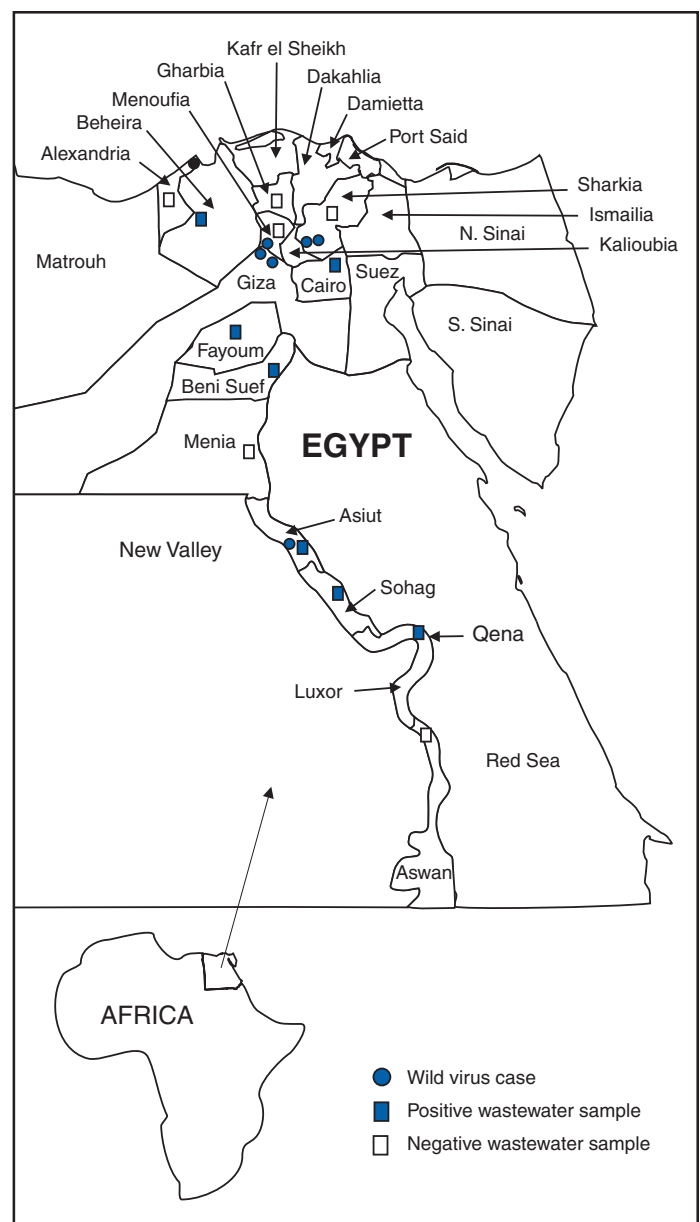 Kafr el Sheikh
Gharbia
Dakahlia
Menoufia
Damietta
Beheira
Port Said
Alexandria
Sharkia
Ismailia
N. Sinai
Kalioubia
Matrouh
Suez
Giza
Cairo
S. Sinai
Fayoum
Beni Suef
Menia
EGYPT
Asiut
New Valley
Sohag
Qena
Luxor
Red Sea
Aswan
AFRICA
Wild virus case
Positive wastewater sample
Negative wastewater sample